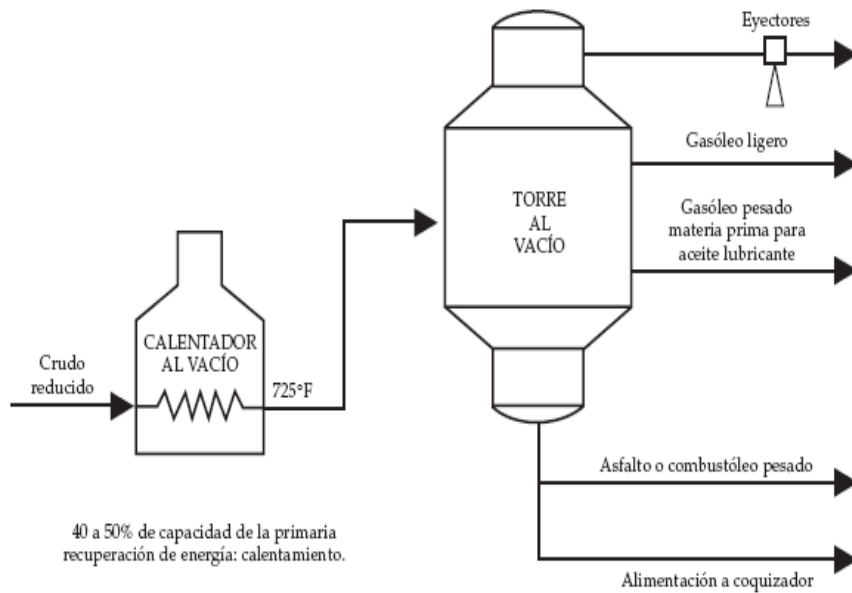 Eyectores
Gasóleo ligero
TORRE
AL
VACÍO
Gasóleo pesado
materia prima para
aceite lubricante
CALENTADOR
AL VACÍO
Crudo
reducido
725°F
Asfalto o combustóleo pesado
40 a 50% de capacidad de la primaria
recuperación de energía: calentamiento.
Alimentación a coquizador